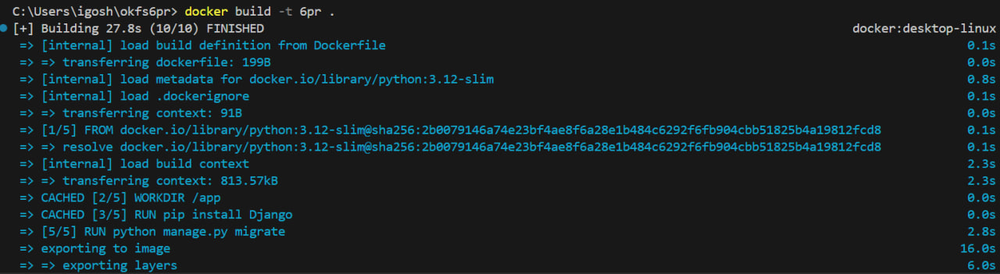 C:\Users\igosh\okfs6pr> docker build -t 6pr .
[+] Building 27.8s (10/10) FINISHED docker:desktop-linux
=> [internal] load build definition from Dockerfile 0.1s
=> => transferring dockerfile: 199B 0.0s
=> [internal] load metadata for docker.io/library/python:3.12-slim 0.8s
=> [internal] load .dockerignore 0.1s
=> => transferring context: 91B 0.0s
=> [1/5] FROM docker.io/library/python:3.12-slim@sha256:2b0079146a74e23bf4ae8f6a28e1b484c6292f6fb904cbb51825b4a19812fcd8 0.1s
=> => resolve docker.io/library/python:3.12-slim@sha256:2b0079146a74e23bf4ae8f6a28e1b484c6292f6fb904cbb51825b4a19812fcd8 0.1s
=> [internal] load build context 2.3s
=> => transferring context: 813.57kB 2.3s
=> CACHED [2/5] WORKDIR /app 0.0s
=> CACHED [3/5] RUN pip install Django 0.0s
=> [5/5] RUN python manage.py migrate 2.8s
=> exporting to image 16.0s
=> => exporting layers 6.0s